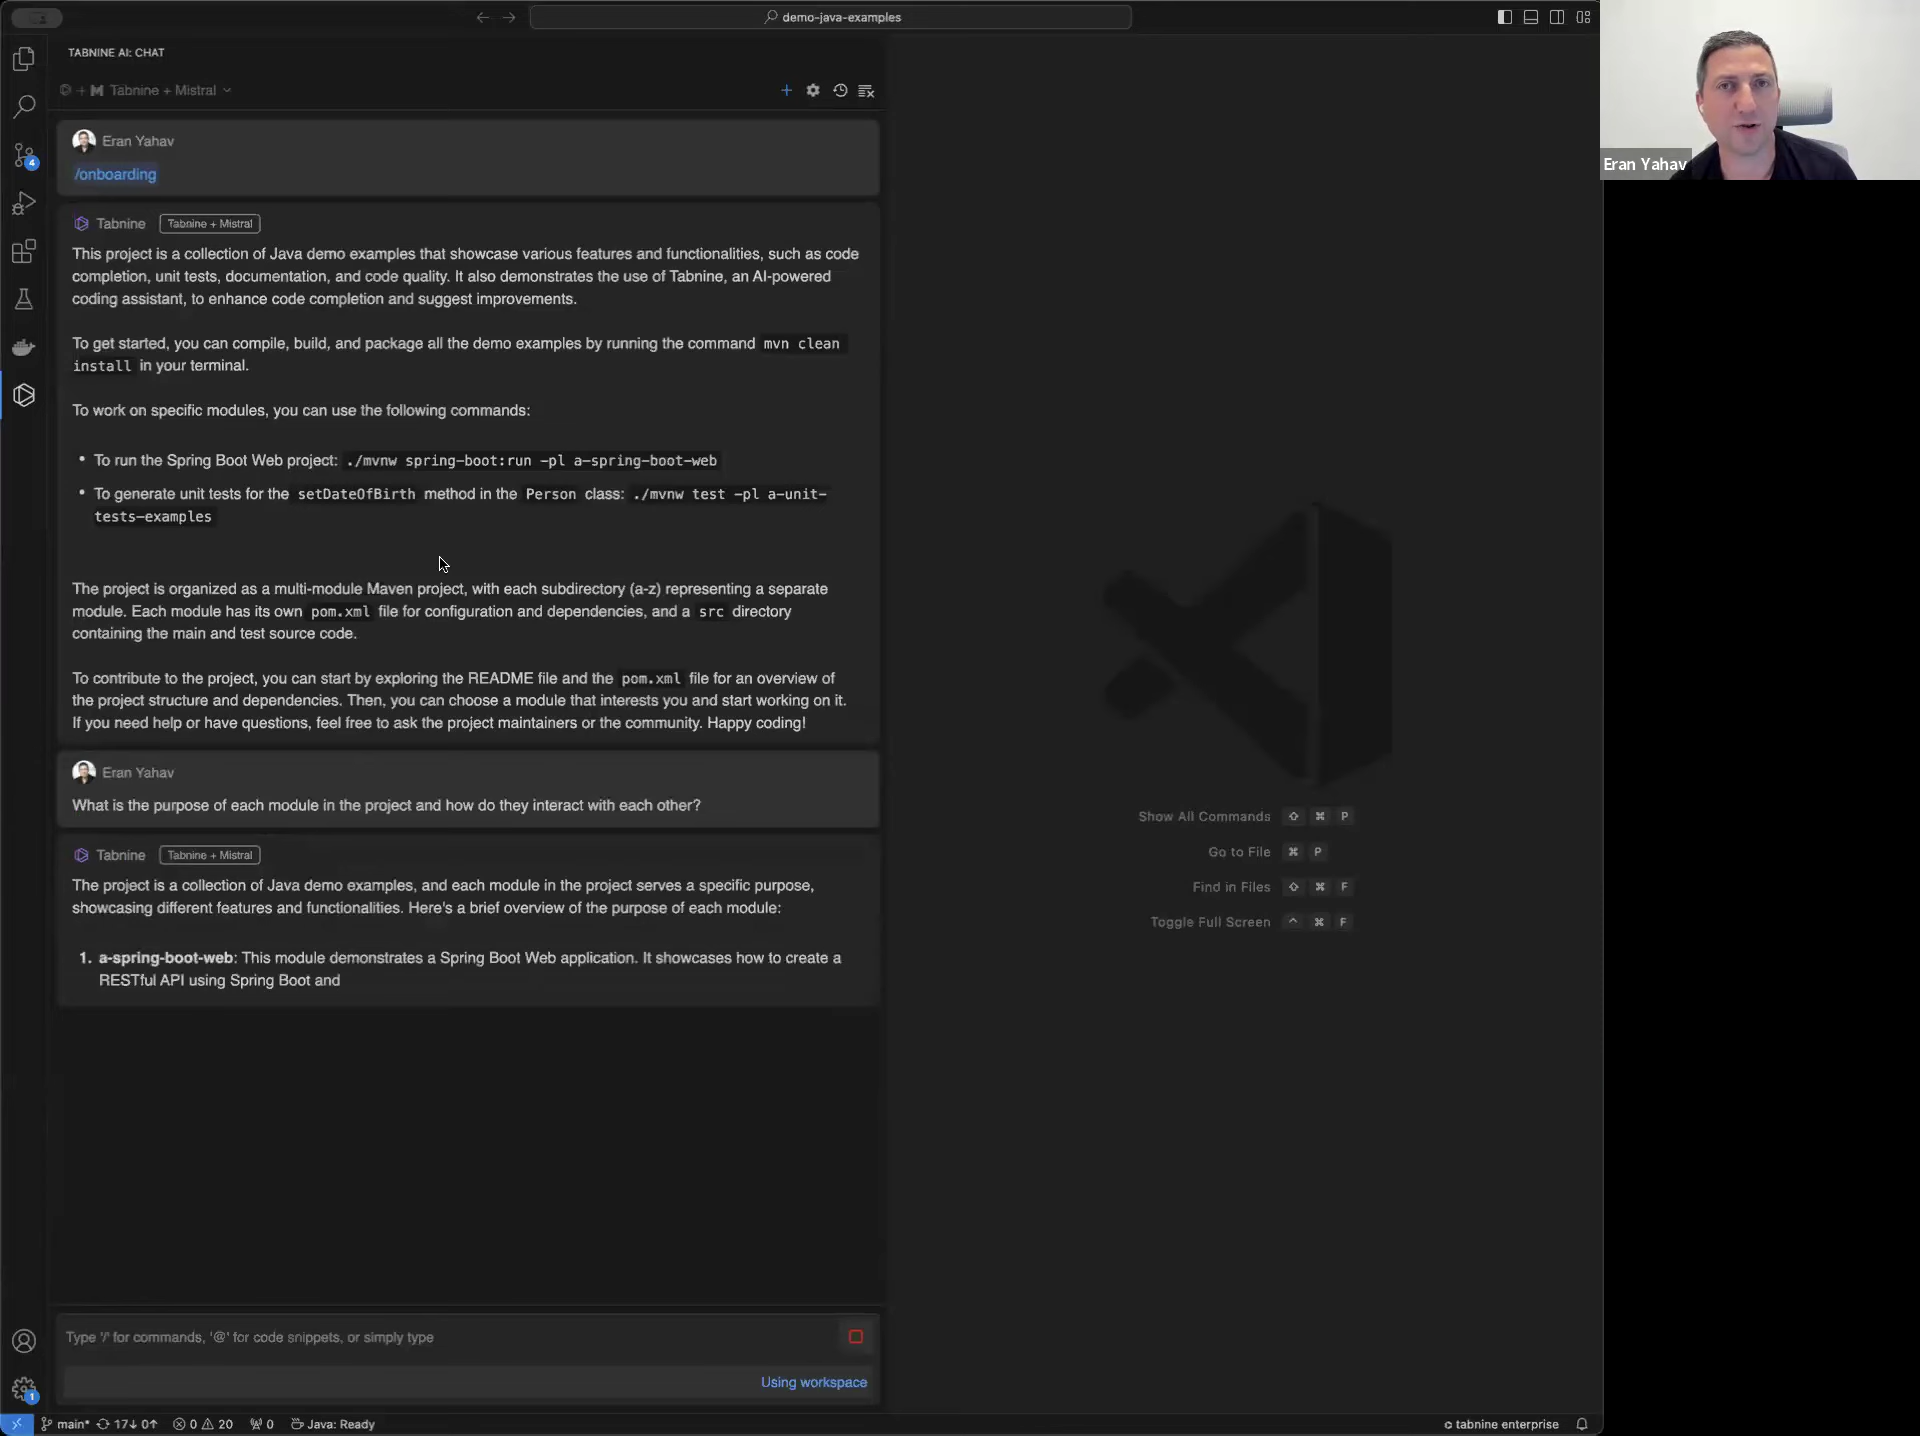 demo-java-examples
TABNINE AI: CHAT
+ M Tabnine + Mistral
Eran Yahav
/onboarding
Tabnine Tabnine + Mistral
This project is a collection of Java demo examples that showcase various features and functionalities, such as code
completion, unit tests, documentation, and code quality. It also demonstrates the use of Tabnine, an AI-powered
coding assistant, to enhance code completion and suggest improvements.
To get started, you can compile, build, and package all the demo examples by running the command mvn clean
install in your terminal.
To work on specific modules, you can use the following commands:
• To run the Spring Boot Web project: ./mvnw spring-boot:run -pl a-spring-boot-web
• To generate unit tests for the setDateOfBirth method in the Person class: ./mvnw test -pl a-unit-
tests-examples
The project is organized as a multi-module Maven project, with each subdirectory (a-z) representing a separate
module. Each module has its own pom.xml file for configuration and dependencies, and a src directory
containing the main and test source code.
To contribute to the project, you can start by exploring the README file and the pom.xml file for an overview of
the project structure and dependencies. Then, you can choose a module that interests you and start working on it.
If you need help or have questions, feel free to ask the project maintainers or the community. Happy coding!
Eran Yahav
What is the purpose of each module in the project and how do they interact with each other?
Tabnine Tabnine + Mistral
The project is a collection of Java demo examples, and each module in the project serves a specific purpose,
showcasing different features and functionalities. Here's a brief overview of the purpose of each module:
1. a-spring-boot-web: This module demonstrates a Spring Boot Web application. It showcases how to create a
RESTful API using Spring Boot and
Type '/' for commands, '@' for code snippets, or simply type
Using workspace
4
1
Show All Commands ⇧ ⌘ P
Go to File ⌘ P
Find in Files ⇧ ⌘ F
Toggle Full Screen ^ ⌘ F
Eran Yahav
main* 17↓ 0↑ 0 20 0 Java: Ready
tabnine enterprise